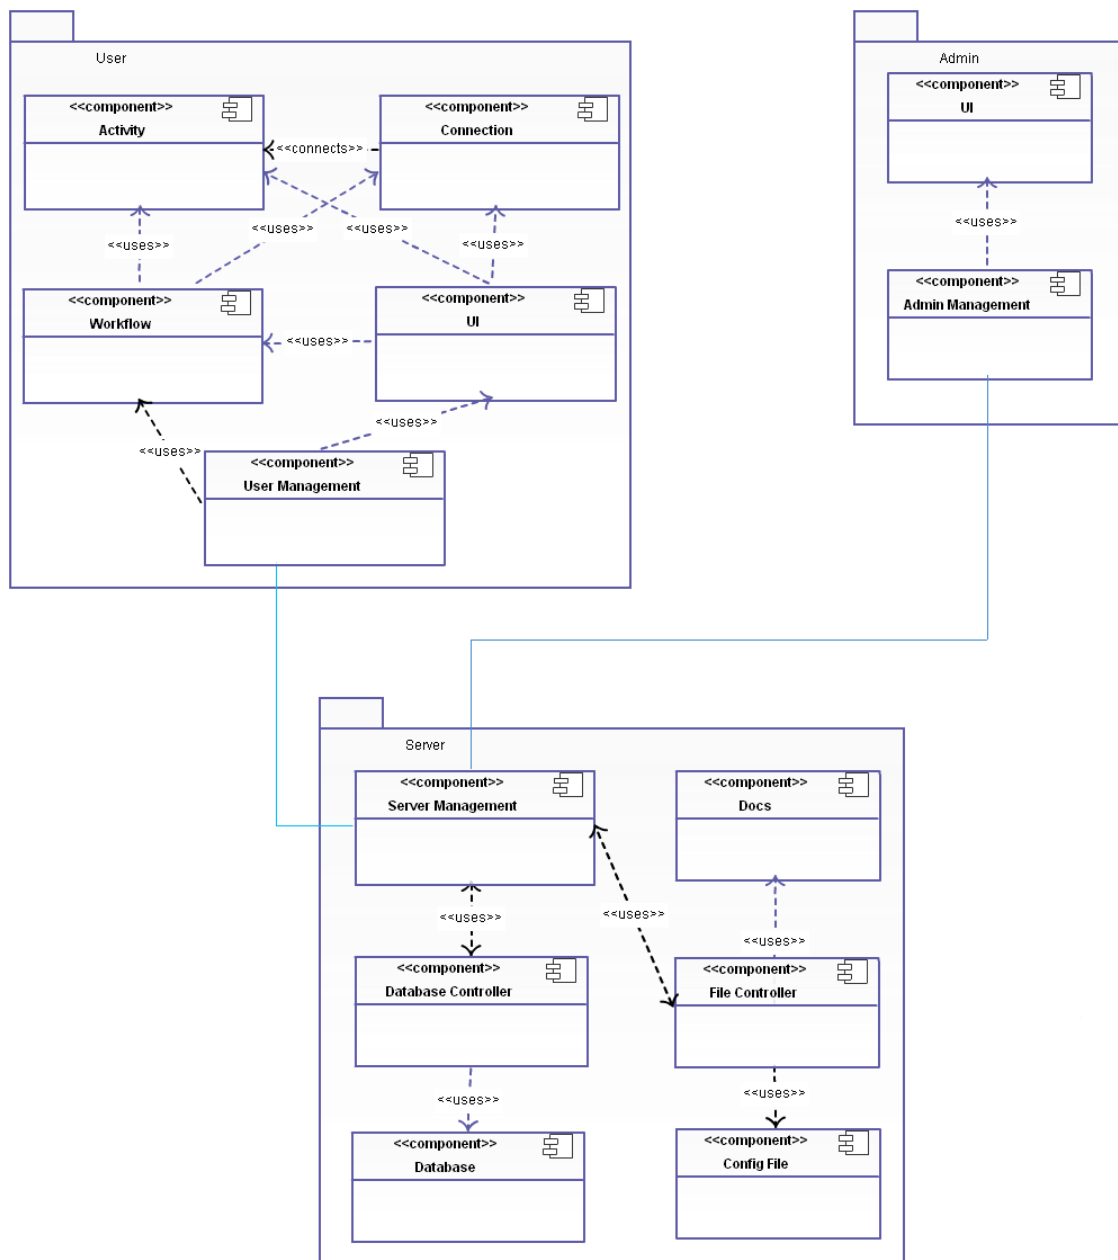 User
<<component>>
Activity
<<component>>
Connection
<<connects>>
<<uses>>
<<uses>>
<<uses>>
<<uses>>
<<component>>
Workflow
<<component>>
UI
<<uses>>
<<uses>>
<<uses>>
<<component>>
User Management
Admin
<<component>>
UI
<<uses>>
<<component>>
Admin Management
Server
<<component>>
Server Management
<<component>>
Docs
<<uses>>
<<uses>>
<<uses>>
<<component>>
Database Controller
<<component>>
File Controller
<<uses>>
<<uses>>
<<component>>
Database
<<component>>
Config File